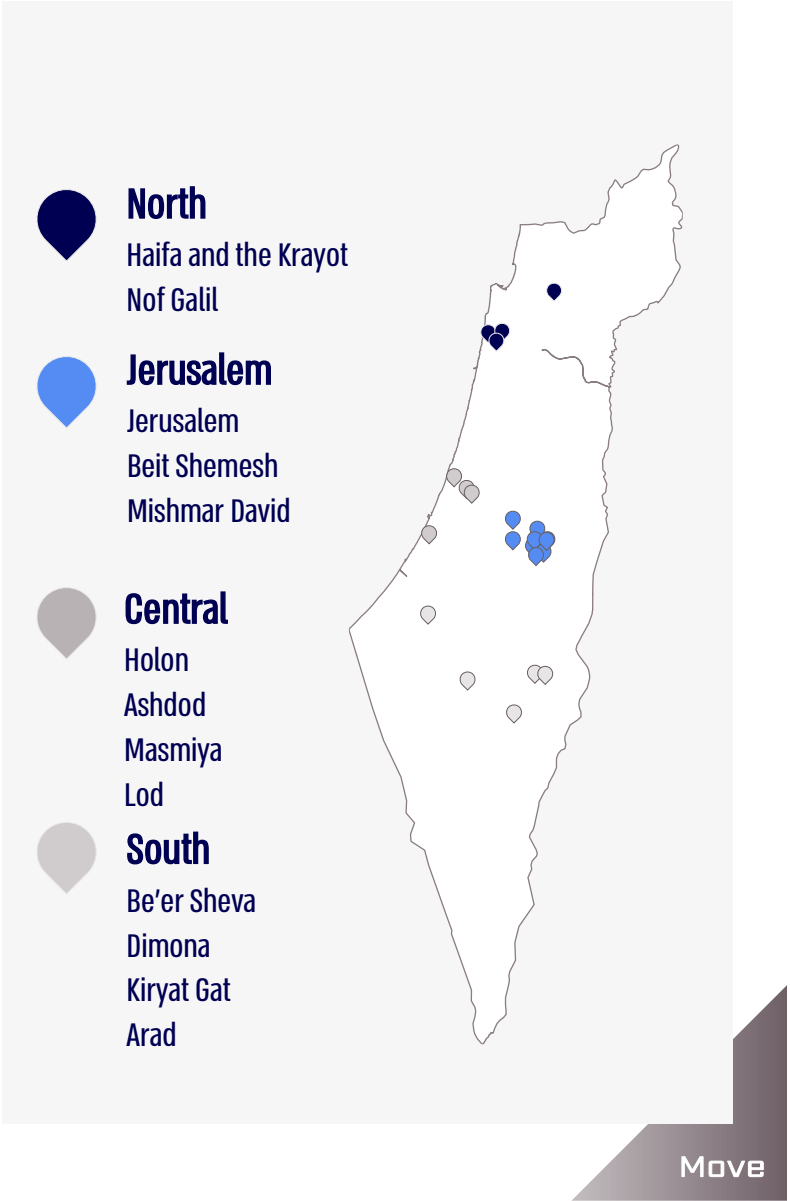 North
Haifa and the Krayot
Nof Galil
Jerusalem
Jerusalem
Beit Shemesh
Mishmar David
Central
Holon
Ashdod
Masmiya
Lod
South
Be’er Sheva
Dimona
Kiryat Gat
Arad
Move